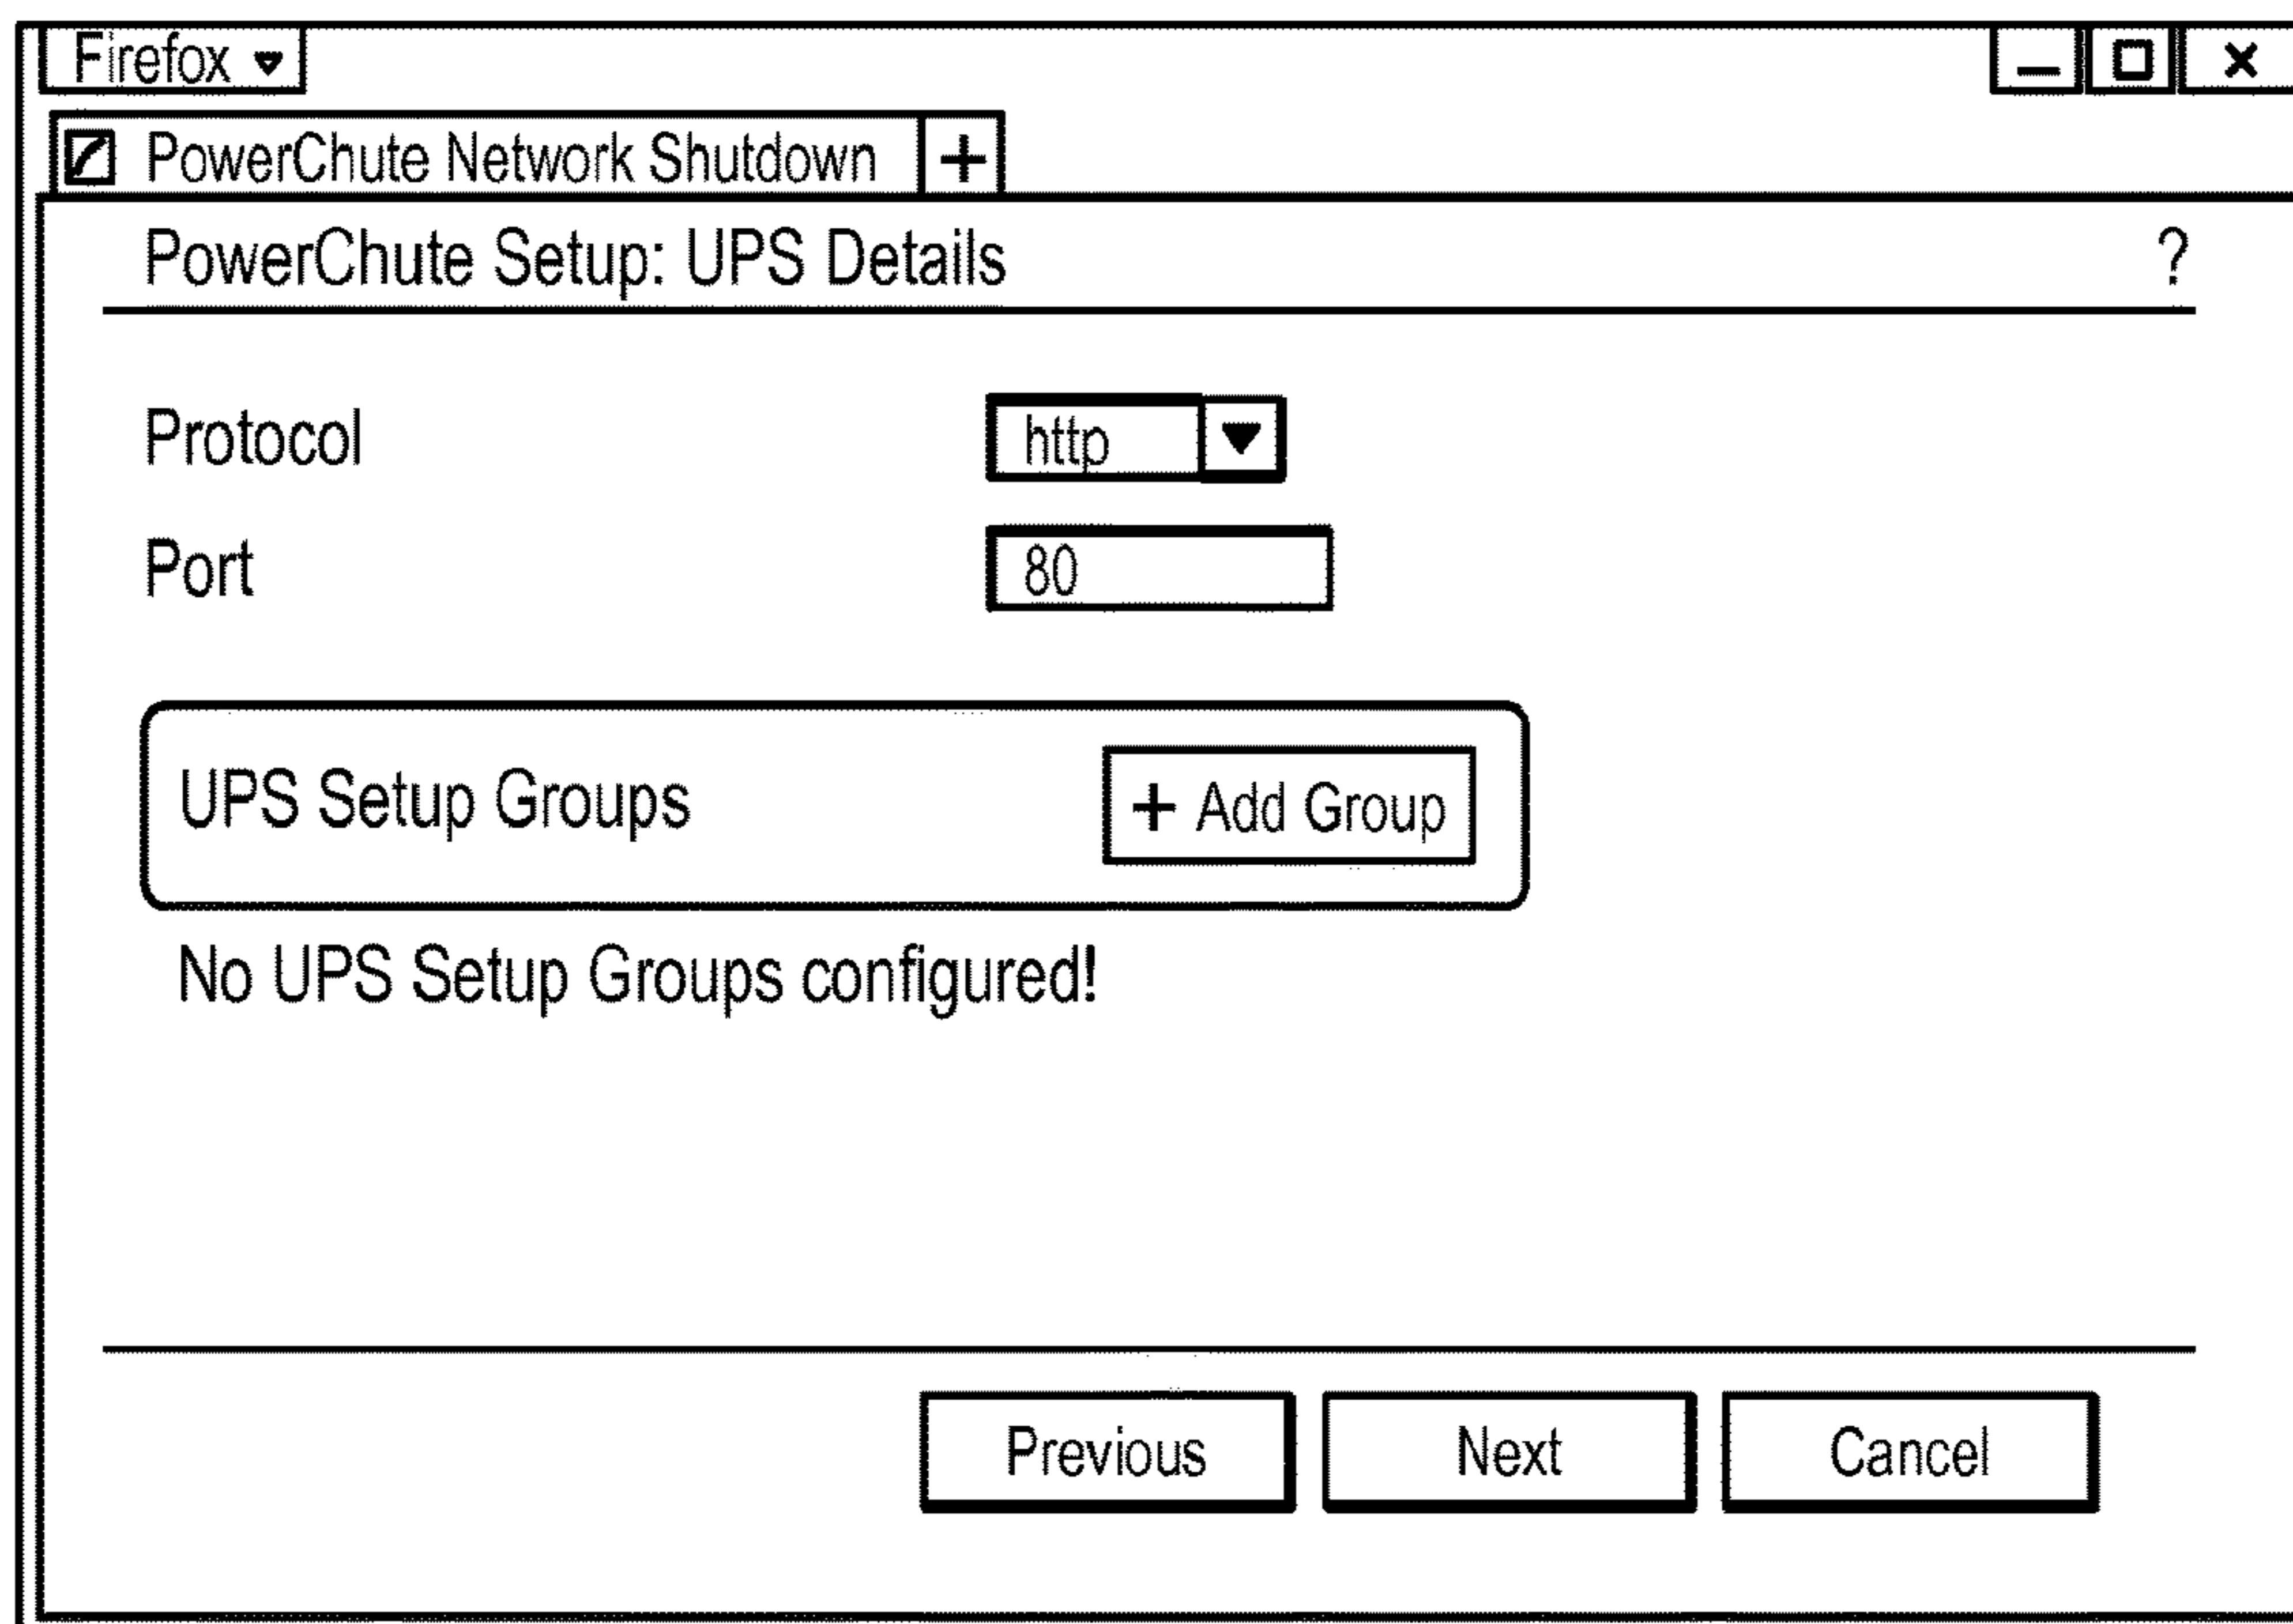 Firefox
PowerChute Network Shutdown +
PowerChute Setup: UPS Details ?
Protocol http
Port 80
UPS Setup Groups + Add Group
No UPS Setup Groups configured!
Previous Next Cancel